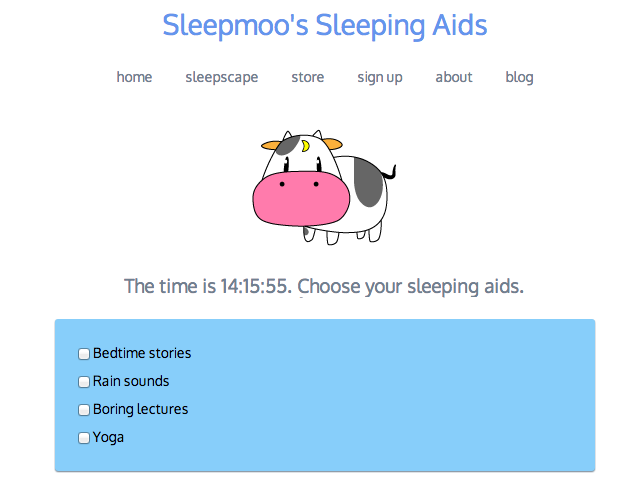 Sleepmoo's Sleeping Aids
home sleepscape store sign up about blog
The time is 14:15:55. Choose your sleeping aids.
Bedtime stories
Rain sounds
Boring lectures
Yoga